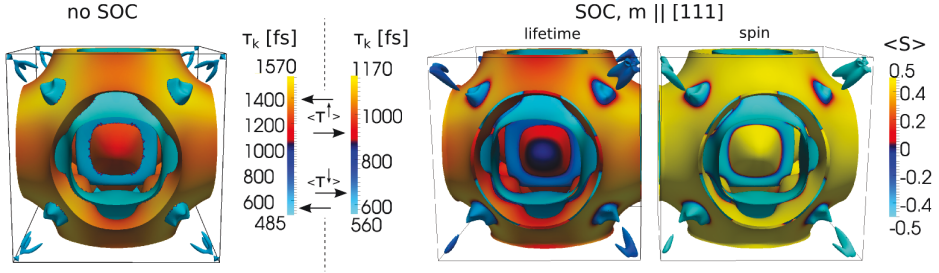 no SOC
SOC, m || [111]
lifetime
spin
τk [fs]
1570
1400
1200
1000
800
600
485
<T↑>
<T↓>
τk [fs]
1170
1000
800
600
560
<S>
0.5
0.4
0.2
0
-0.2
-0.4
-0.5